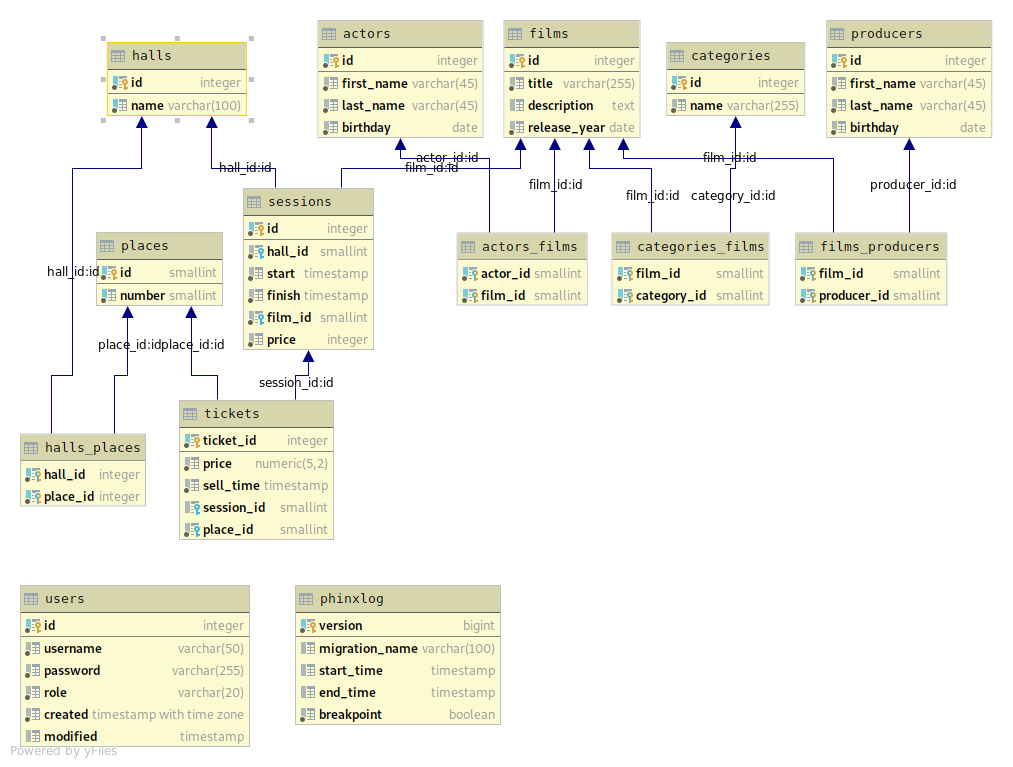 halls
id integer
name varchar(100)
actors
id integer
first_name varchar(45)
last_name varchar(45)
birthday date
films
id integer
title varchar(255)
description text
release_year date
categories
id integer
name varchar(255)
producers
id integer
first_name varchar(45)
last_name varchar(45)
birthday date
hall_id:id
actor_id:id
film_id:id
film_id:id
film_id:id
film_id:id
category_id:id
producer_id:id
sessions
id integer
hall_id smallint
start timestamp
finish timestamp
film_id smallint
price integer
places
id smallint
number smallint
hall_id:id
actors_films
actor_id smallint
film_id smallint
categories_films
film_id smallint
category_id smallint
films_producers
film_id smallint
producer_id smallint
place_id:id
place_id:id
session_id:id
halls_places
hall_id integer
place_id integer
tickets
ticket_id integer
price numeric(5,2)
sell_time timestamp
session_id smallint
place_id smallint
users
id integer
username varchar(50)
password varchar(255)
role varchar(20)
created timestamp with time zone
modified timestamp
phinxlog
version bigint
migration_name varchar(100)
start_time timestamp
end_time timestamp
breakpoint boolean
Powered by yFiles